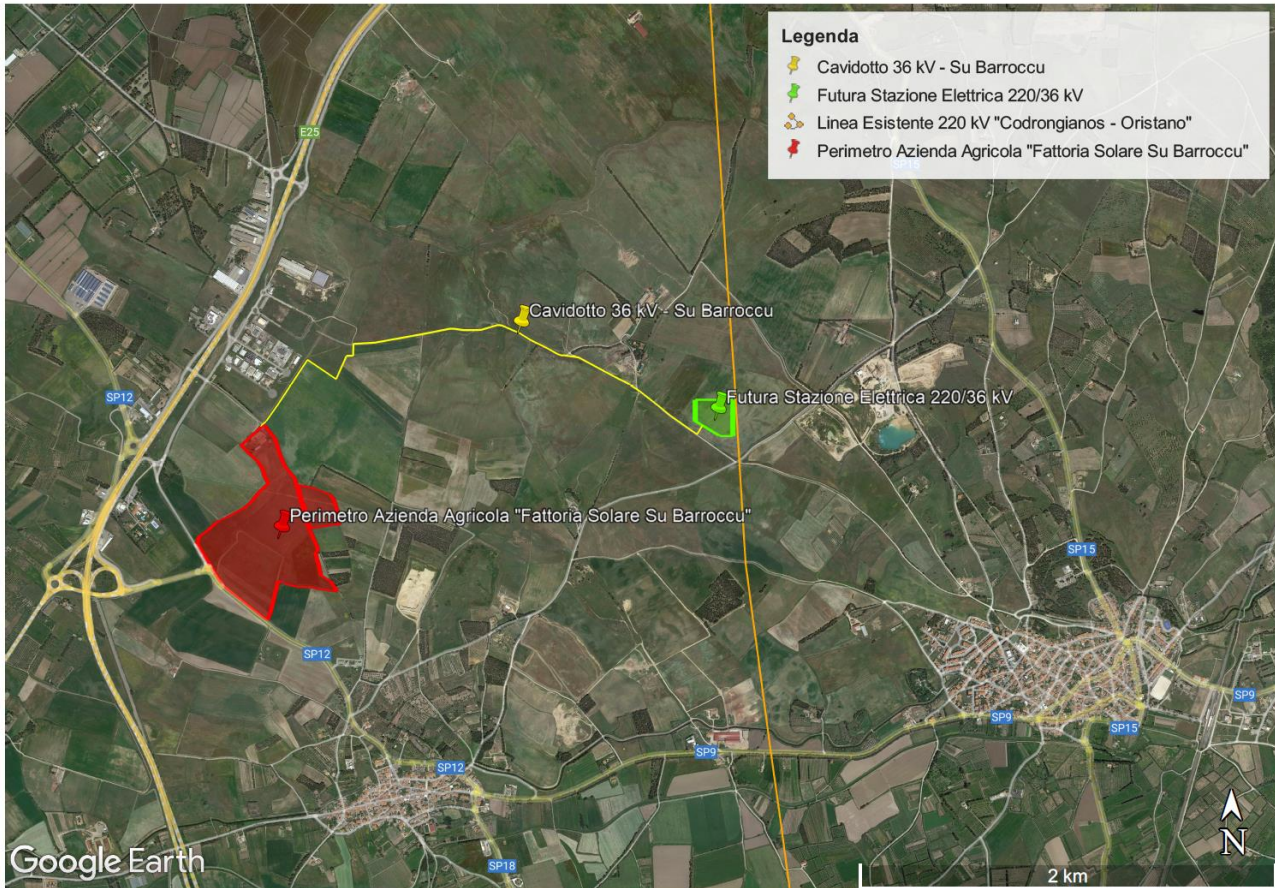 Legenda
Cavidotto 36 kV - Su Barroccu
Futura Stazione Elettrica 220/36 kV
Linea Esistente 220 kV "Codrongianos - Oristano"
Perimetro Azienda Agricola "Fattoria Solare Su Barroccu"
E25
Cavidotto 36 kV - Su Barroccu
SP12
Futura Stazione Elettrica 220/36 kV
Perimetro Azienda Agricola "Fattoria Solare Su Barroccu"
SP15
SP12
SP9
SP9
SP15
SP9
SP12
N
Google Earth
SP18
2 km